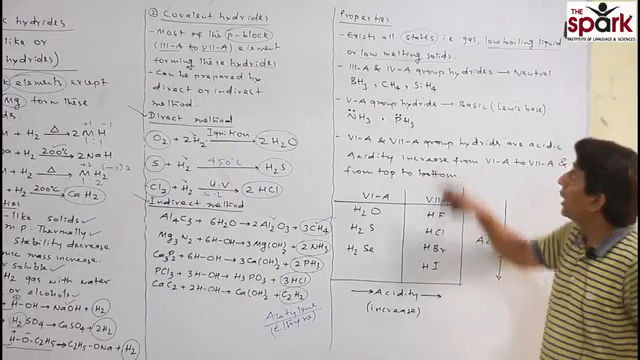 c hydrides
like or
hydrides)
elements except
Mg form these
+ H2 Δ→ 2MH
+ H2 200°C→ 2NaH
+ H2 Δ→ MH2
+ H2 200°C→ CaH2
like solids
m.p. Thermally
Stability decrease
mic mass increase
or soluble.
H2 gas with water
or alcohol
H-OH → NaOH + H2
H2SO4 → CaSO4 + 2H2
H-O-C2H5 → C2H5-ONa + H2
② Covalent hydrides
- Most of the p-block
(III-A to VII-A) element
forming these hydrides
- Can be prepared by
direct or indirect
method.
Direct method
O2 + 2H2 Ignition→ 2H2O
S + H2 450°C→ H2S
Cl2 + H2 U.V→ 2HCl
Indirect method
Al4C3 + 6H2O → 2Al2O3 + 3CH4
Mg3N2 + 6H-OH → 3Mg(OH)2 + 2NH3
Ca3P2 + 6H-OH → 3Ca(OH)2 + 2PH3
PCl3 + 3H-OH → H3PO3 + 3HCl
CaC2 + 2H-OH → Ca(OH)2 + C2H2
Acetylene
Properties
- Exists all states i.e gas, low boiling liquid
or low melting solids.
- III-A & IV-A group hydrides → Neutral
BH3, CH4, SiH4
- V-A group hydride → Basic (Lewis base)
NH3, PH3
- VI-A & VII-A group hydrids are acidic
Acidity increase from VI-A to VII-A &
from top to bottom.
VI-A VII
H2O HF
H2S HCl
H2Se HBr
HI
→ Acidity →
(increase)
THE
spark
INSTITUTE OF LANGUAGE & SCIENCES